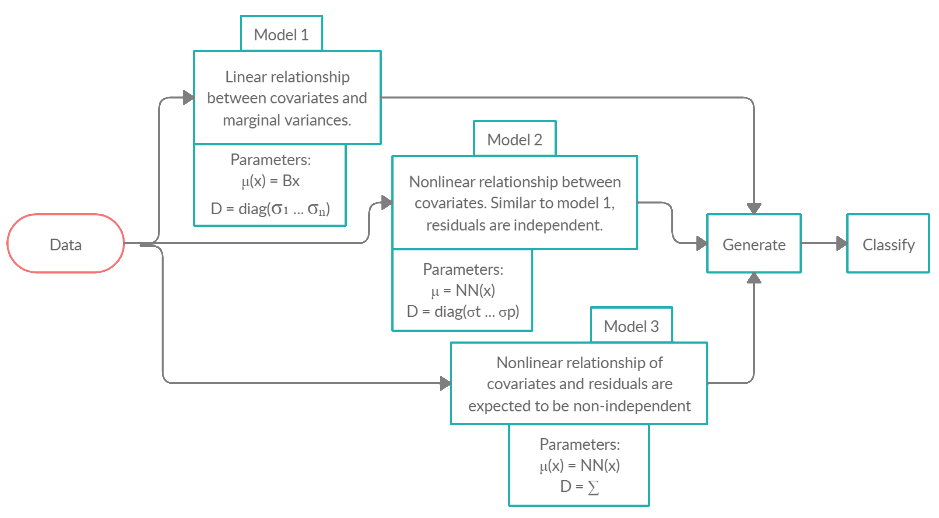 Model 1
Linear relationship
between covariates and
marginal variances.
Parameters:
μ(x) = Bx
D = diag(σ₁ ... σₙ)
Model 2
Nonlinear relationship between
covariates. Similar to model 1,
residuals are independent.
Parameters:
μ = NN(x)
D = diag(σt ... σp)
Data
Generate
Classify
Model 3
Nonlinear relationship of
covariates and residuals are
expected to be non-independent
Parameters:
μ(x) = NN(x)
D = ∑